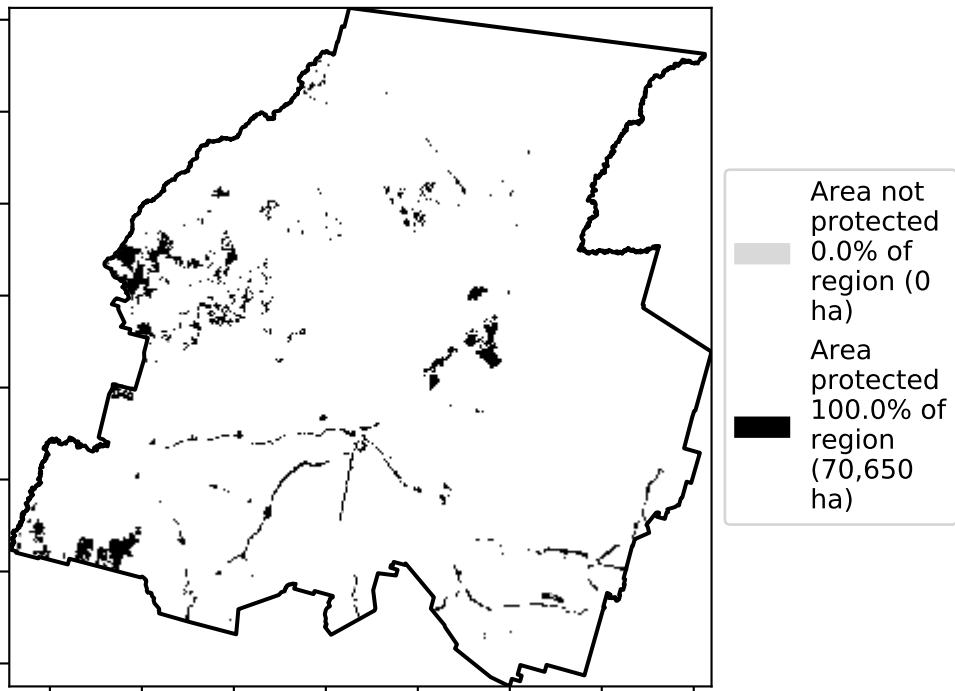 Area not
protected
0.0% of
region (0
ha)
Area
protected
100.0% of
region
(70,650
ha)